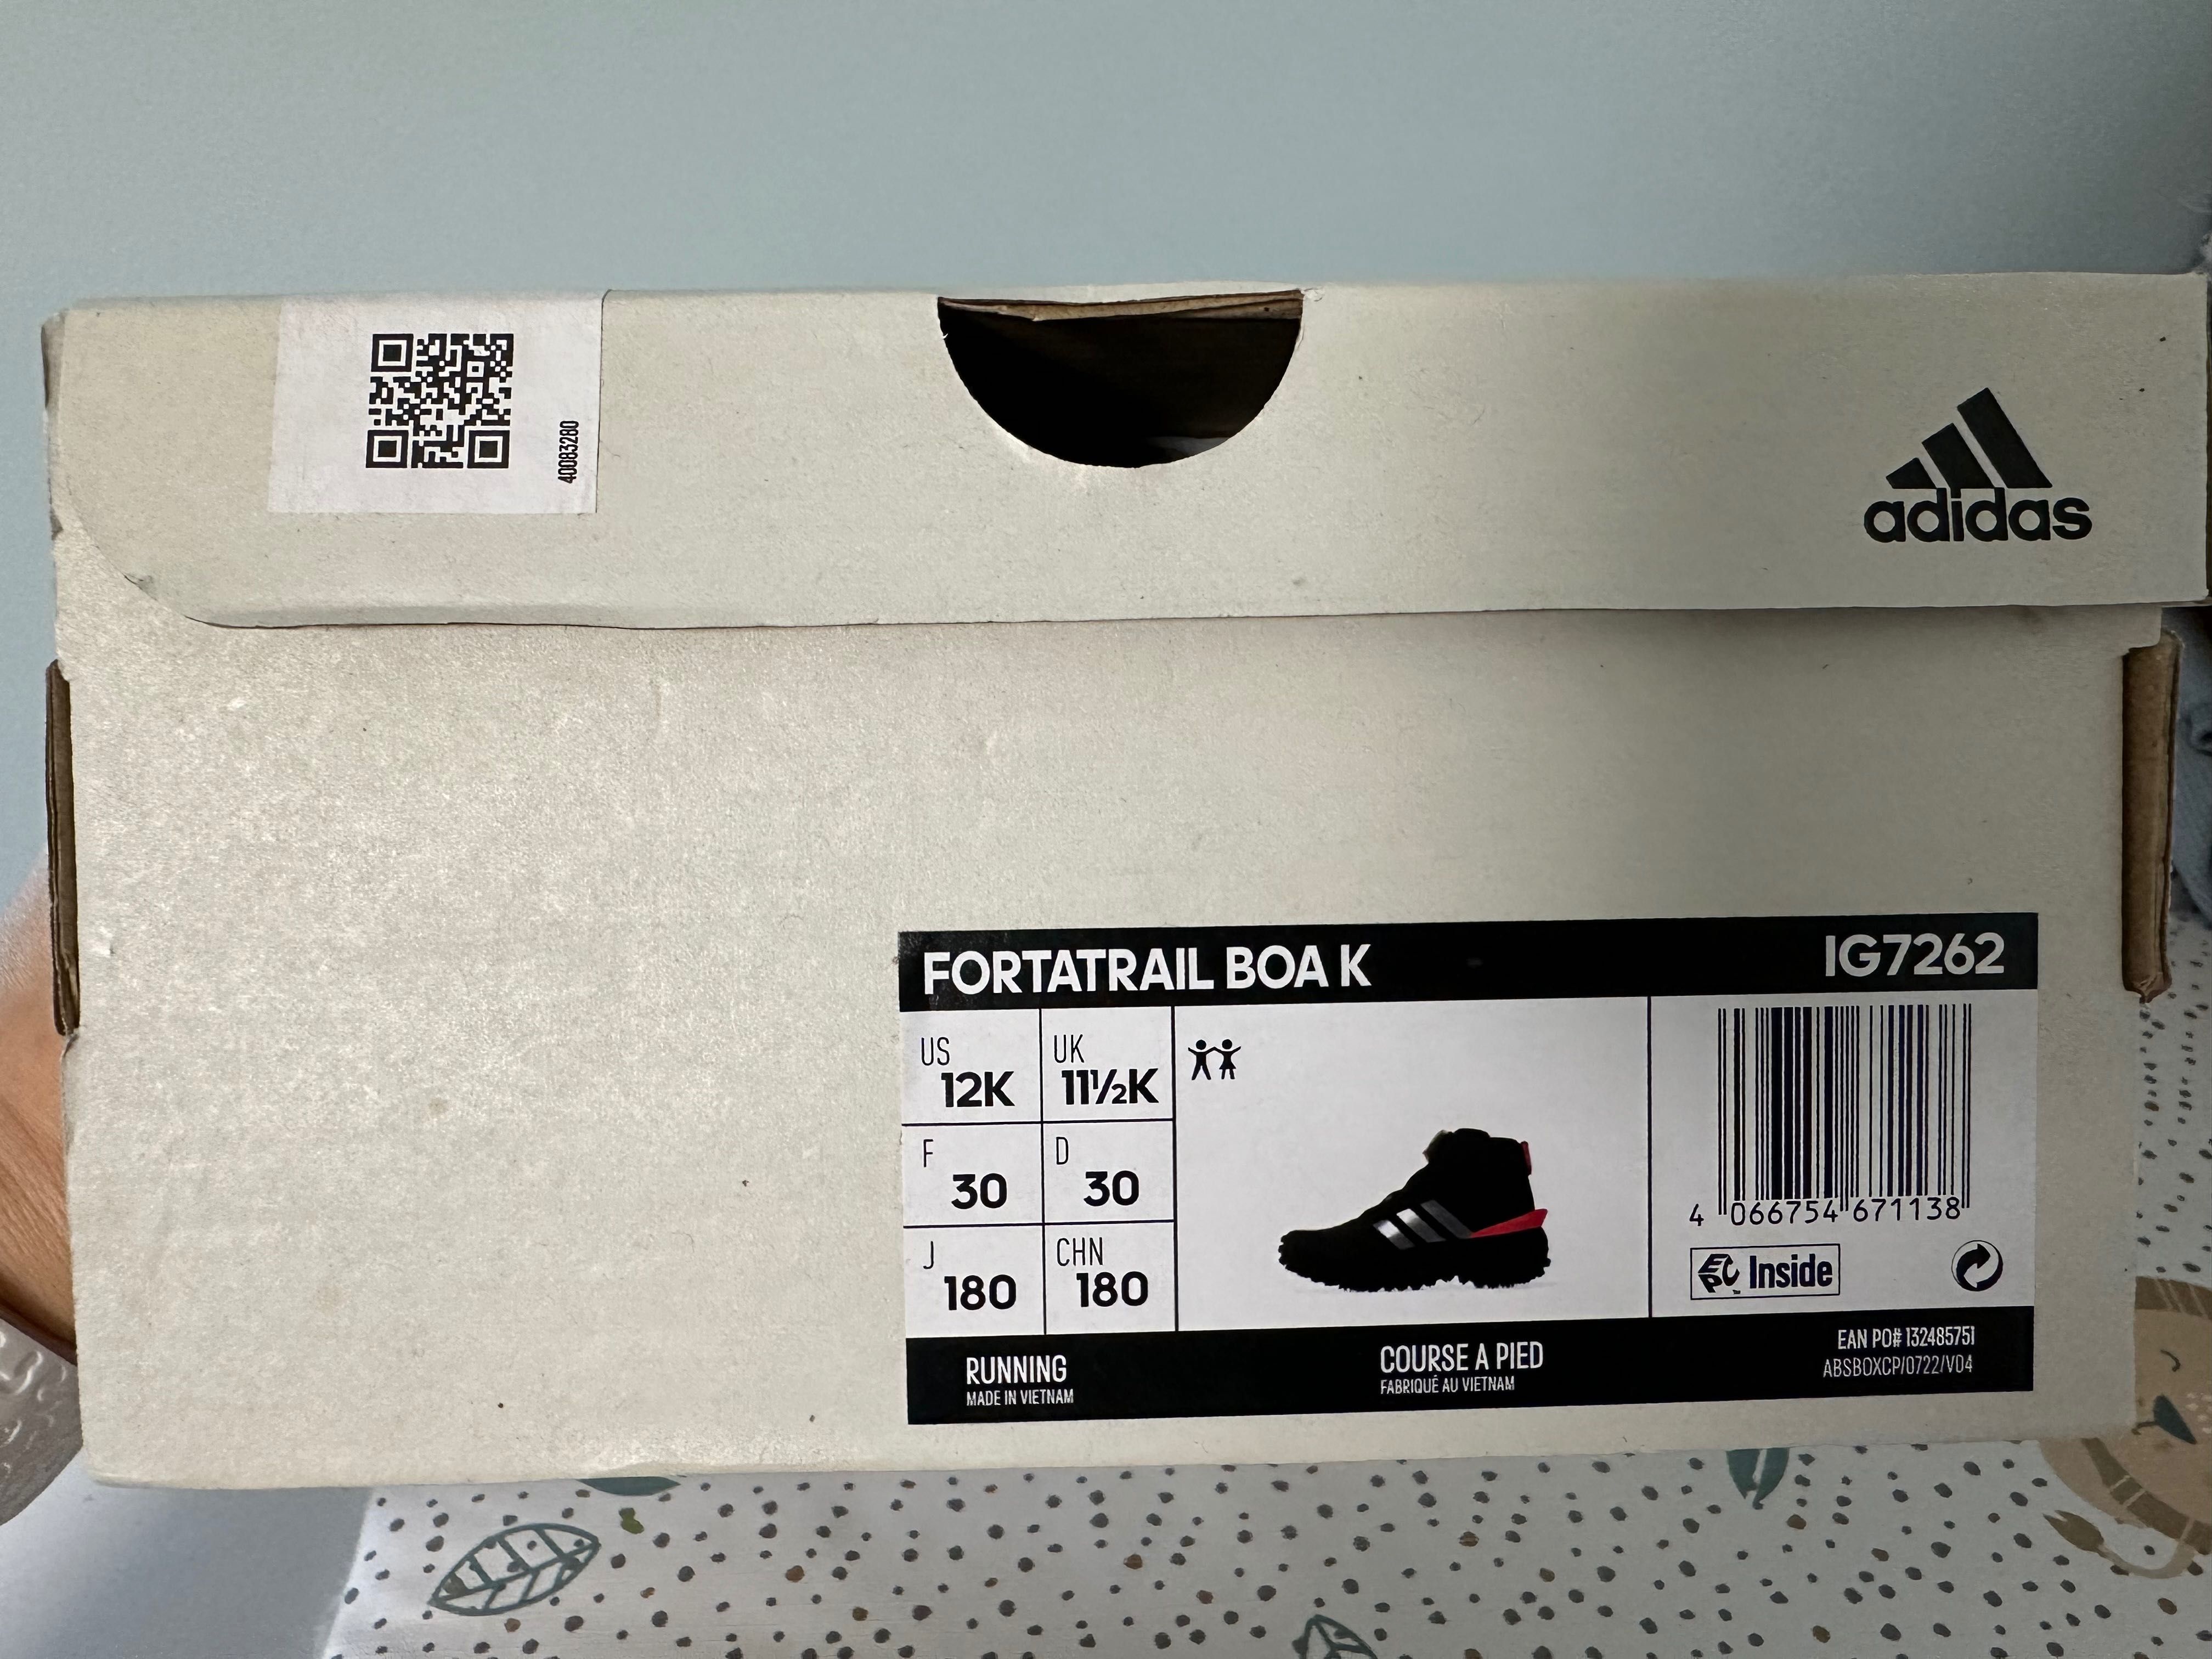 40083280
adidas
FORTATRAIL BOA K
IG7262
US
12K
UK
11½K
F
30
D
30
J
180
CHN
180
4 066754 671138
EPC Inside
RUNNING
MADE IN VIETNAM
COURSE A PIED
FABRIQUÉ AU VIETNAM
EAN PO# 132485751
ABSBOXCP/0722/V04